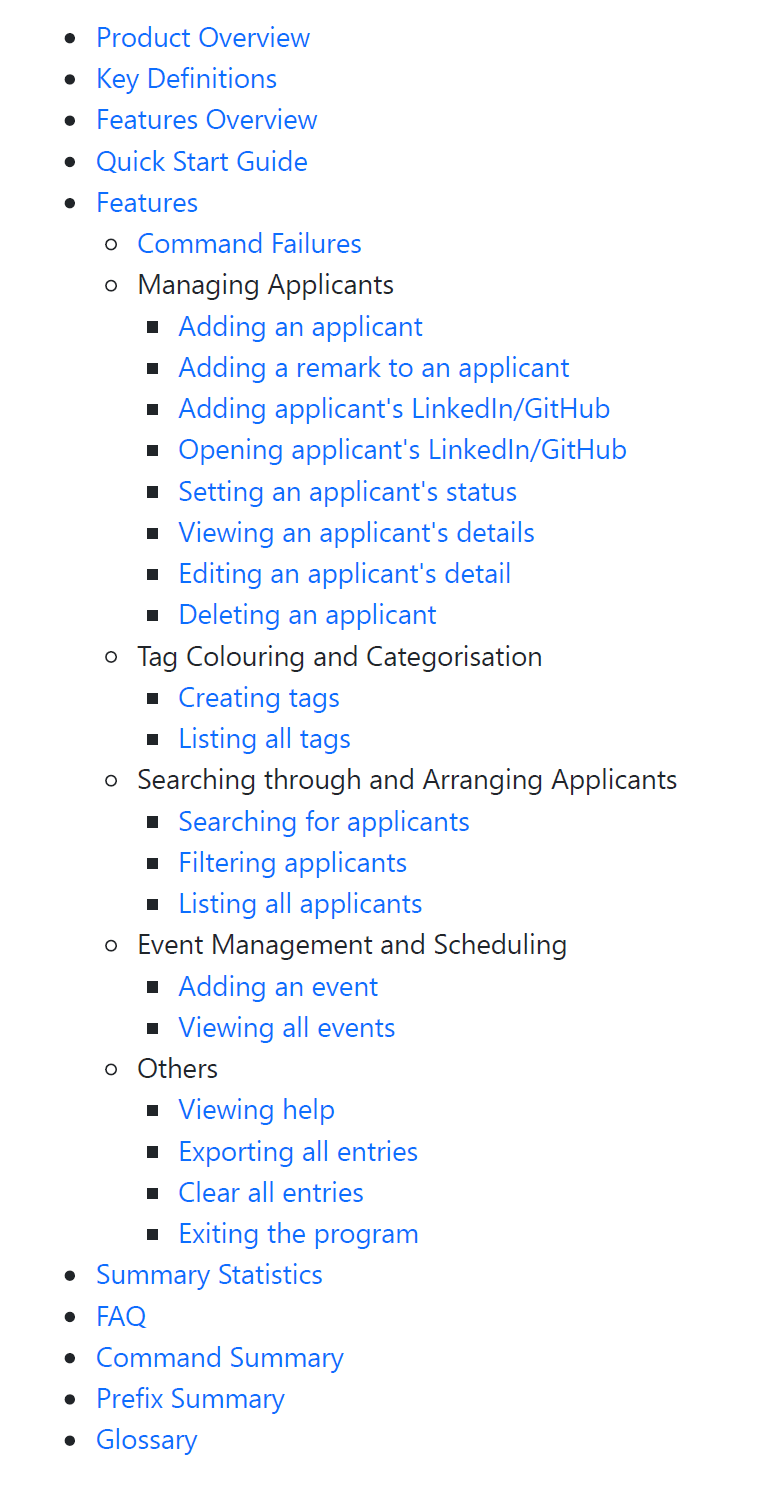 Product Overview
Key Definitions
Features Overview
Quick Start Guide
Features
Command Failures
Managing Applicants
Adding an applicant
Adding a remark to an applicant
Adding applicant's LinkedIn/GitHub
Opening applicant's LinkedIn/GitHub
Setting an applicant's status
Viewing an applicant's details
Editing an applicant's detail
Deleting an applicant
Tag Colouring and Categorisation
Creating tags
Listing all tags
Searching through and Arranging Applicants
Searching for applicants
Filtering applicants
Listing all applicants
Event Management and Scheduling
Adding an event
Viewing all events
Others
Viewing help
Exporting all entries
Clear all entries
Exiting the program
Summary Statistics
FAQ
Command Summary
Prefix Summary
Glossary